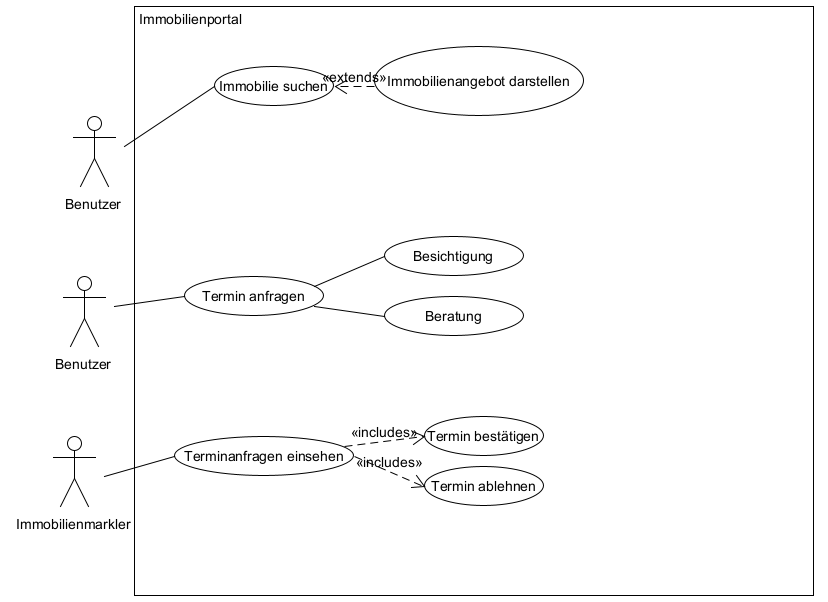 Immobilienportal
Immobilie suchen
«extends»
Immobilienangebot darstellen
Benutzer
Besichtigung
Termin anfragen
Beratung
Benutzer
«includes»
Termin bestätigen
Terminanfragen einsehen
«includes»
Termin ablehnen
Immobilienmarkler